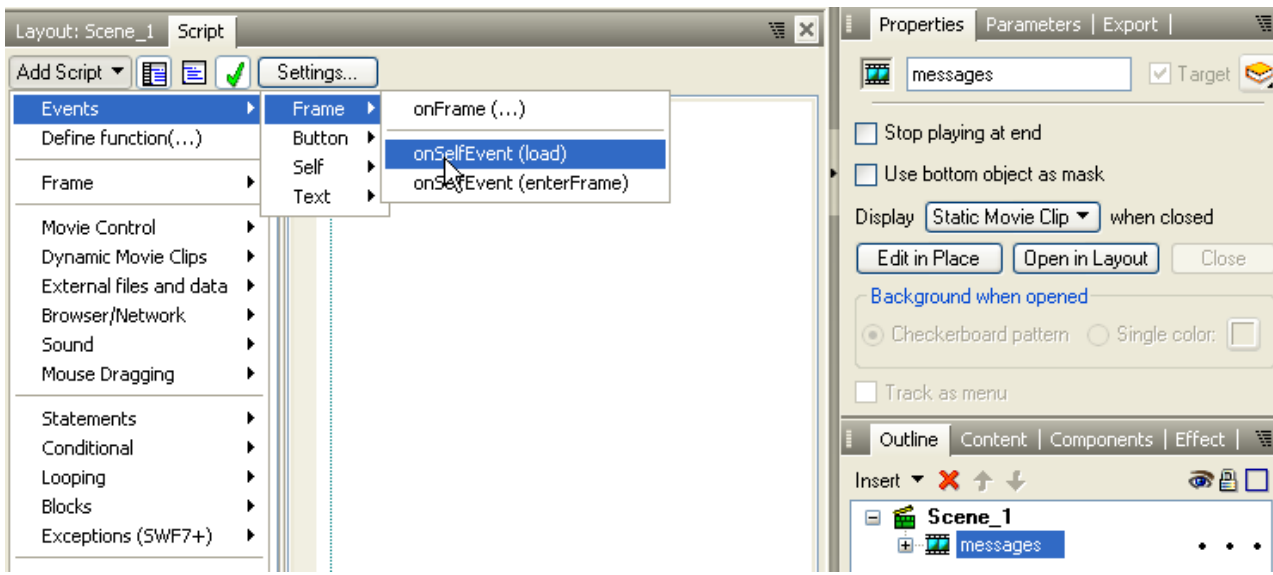 Layout: Scene_1 Script
Add Script Settings...
Events
Define function(...)
Frame
Movie Control
Dynamic Movie Clips
External files and data
Browser/Network
Sound
Mouse Dragging
Statements
Conditional
Looping
Blocks
Exceptions (SWF7+)
Frame
Button
Self
Text
onFrame (...)
onSelfEvent (load)
onSelfEvent (enterFrame)
Properties Parameters | Export |
messages Target
Stop playing at end
Use bottom object as mask
Display Static Movie Clip when closed
Edit in Place Open in Layout Close
Background when opened
Checkerboard pattern Single color:
Track as menu
Outline Content | Components | Effect |
Insert
Scene_1
messages